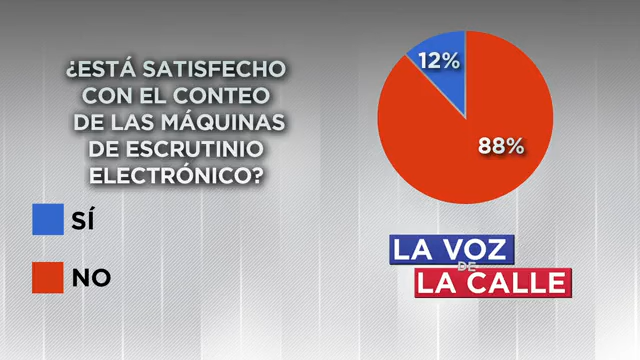 ¿ESTÁ SATISFECHO
CON EL CONTEO
DE LAS MÁQUINAS
DE ESCRUTINIO
ELECTRÓNICO?
SÍ
NO
12%
88%
LA VOZ
DE
LA CALLE